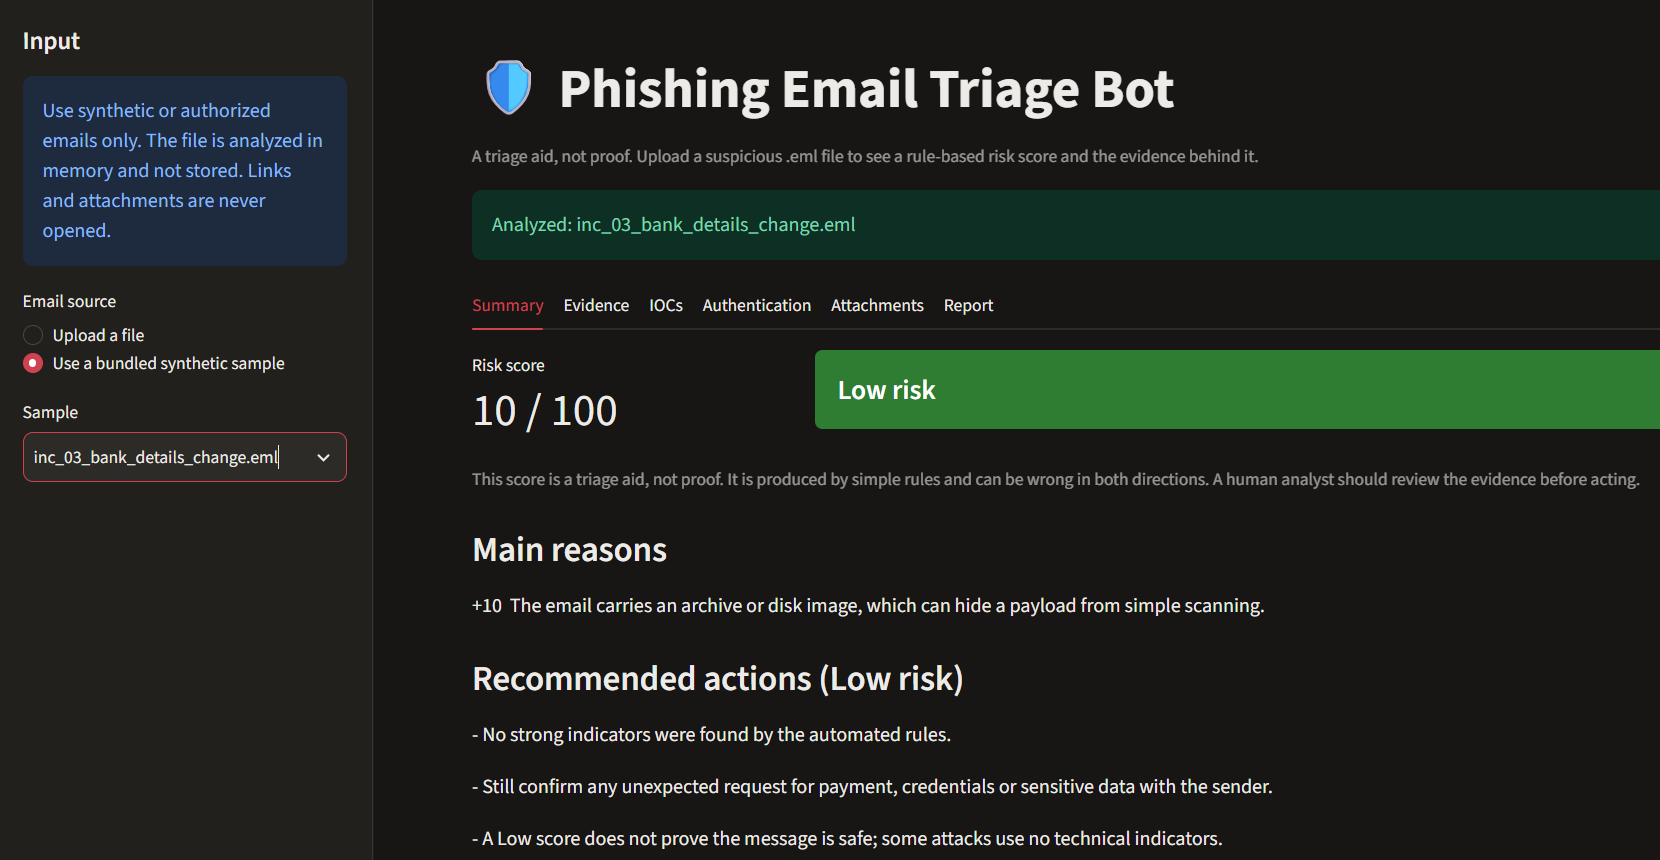 Input
Use synthetic or authorized
emails only. The file is analyzed in
memory and not stored. Links
and attachments are never
opened.
Email source
Upload a file
Use a bundled synthetic sample
Sample
inc_03_bank_details_change.eml
Phishing Email Triage Bot
A triage aid, not proof. Upload a suspicious .eml file to see a rule-based risk score and the evidence behind it.
Analyzed: inc_03_bank_details_change.eml
Summary Evidence IOCs Authentication Attachments Report
Risk score
10 / 100
Low risk
This score is a triage aid, not proof. It is produced by simple rules and can be wrong in both directions. A human analyst should review the evidence before acting.
Main reasons
+10 The email carries an archive or disk image, which can hide a payload from simple scanning.
Recommended actions (Low risk)
- No strong indicators were found by the automated rules.
- Still confirm any unexpected request for payment, credentials or sensitive data with the sender.
- A Low score does not prove the message is safe; some attacks use no technical indicators.